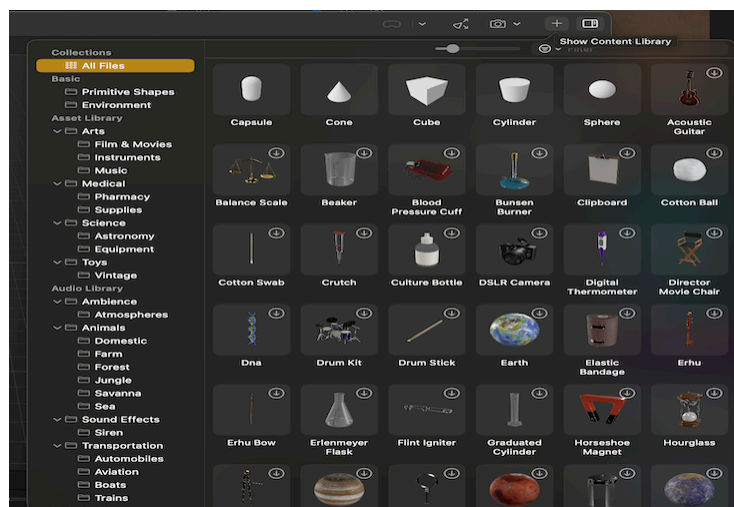 Show Content Library
Filter
Collections
All Files
Basic
Primitive Shapes
Environment
Asset Library
Arts
Film & Movies
Instruments
Music
Medical
Pharmacy
Supplies
Science
Astronomy
Equipment
Toys
Vintage
Audio Library
Ambience
Atmospheres
Animals
Domestic
Farm
Forest
Jungle
Savanna
Sea
Sound Effects
Siren
Transportation
Automobiles
Aviation
Boats
Trains
Capsule
Cone
Cube
Cylinder
Sphere
Acoustic
Guitar
Balance Scale
Beaker
Blood
Pressure Cuff
Bunsen
Burner
Clipboard
Cotton Ball
Cotton Swab
Crutch
Culture Bottle
DSLR Camera
Digital
Thermometer
Director
Movie Chair
Dna
Drum Kit
Drum Stick
Earth
Elastic
Bandage
Erhu
Erhu Bow
Erlenmeyer
Flask
Flint Igniter
Graduated
Cylinder
Horseshoe
Magnet
Hourglass